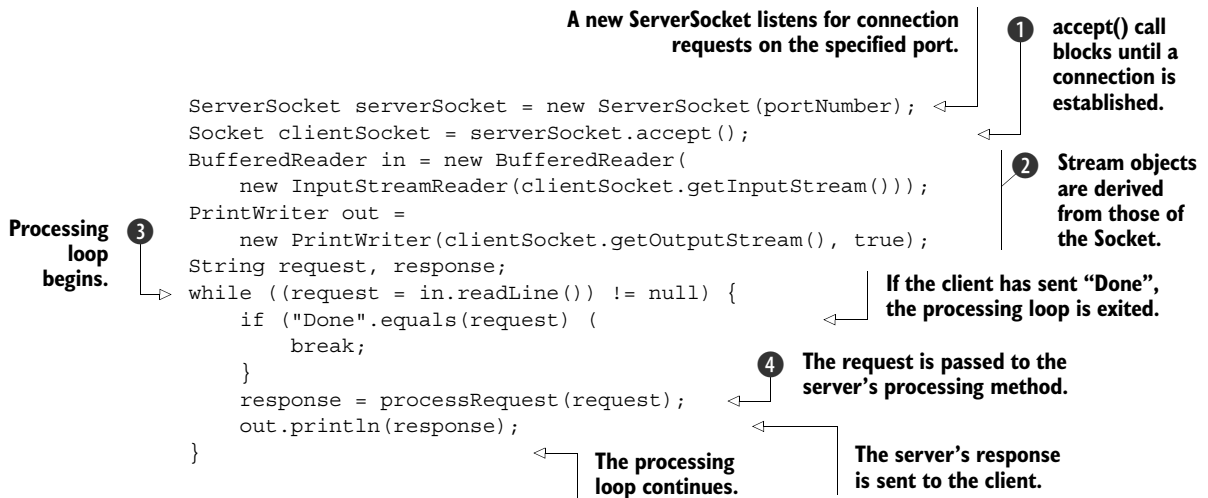 A new ServerSocket listens for connection
requests on the specified port.
1 accept() call
blocks until a
connection is
established.
ServerSocket serverSocket = new ServerSocket(portNumber);
Socket clientSocket = serverSocket.accept();
BufferedReader in = new BufferedReader(
new InputStreamReader(clientSocket.getInputStream()));
2 Stream objects
are derived
from those of
the Socket.
PrintWriter out =
new PrintWriter(clientSocket.getOutputStream(), true);
Processing
loop
begins.
3
String request, response;
while ((request = in.readLine()) != null) {
If the client has sent “Done”,
the processing loop is exited.
if ("Done".equals(request) (
break;
}
4 The request is passed to the
server’s processing method.
response = processRequest(request);
out.println(response);
The server’s response
is sent to the client.
}
The processing
loop continues.